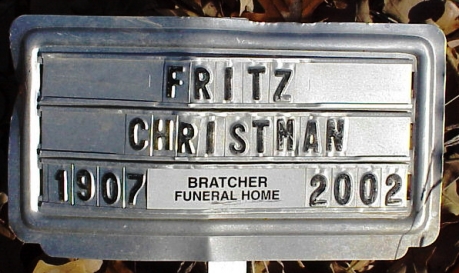 FRITZ
CHRISTMAN
1907 BRATCHER FUNERAL HOME 2002